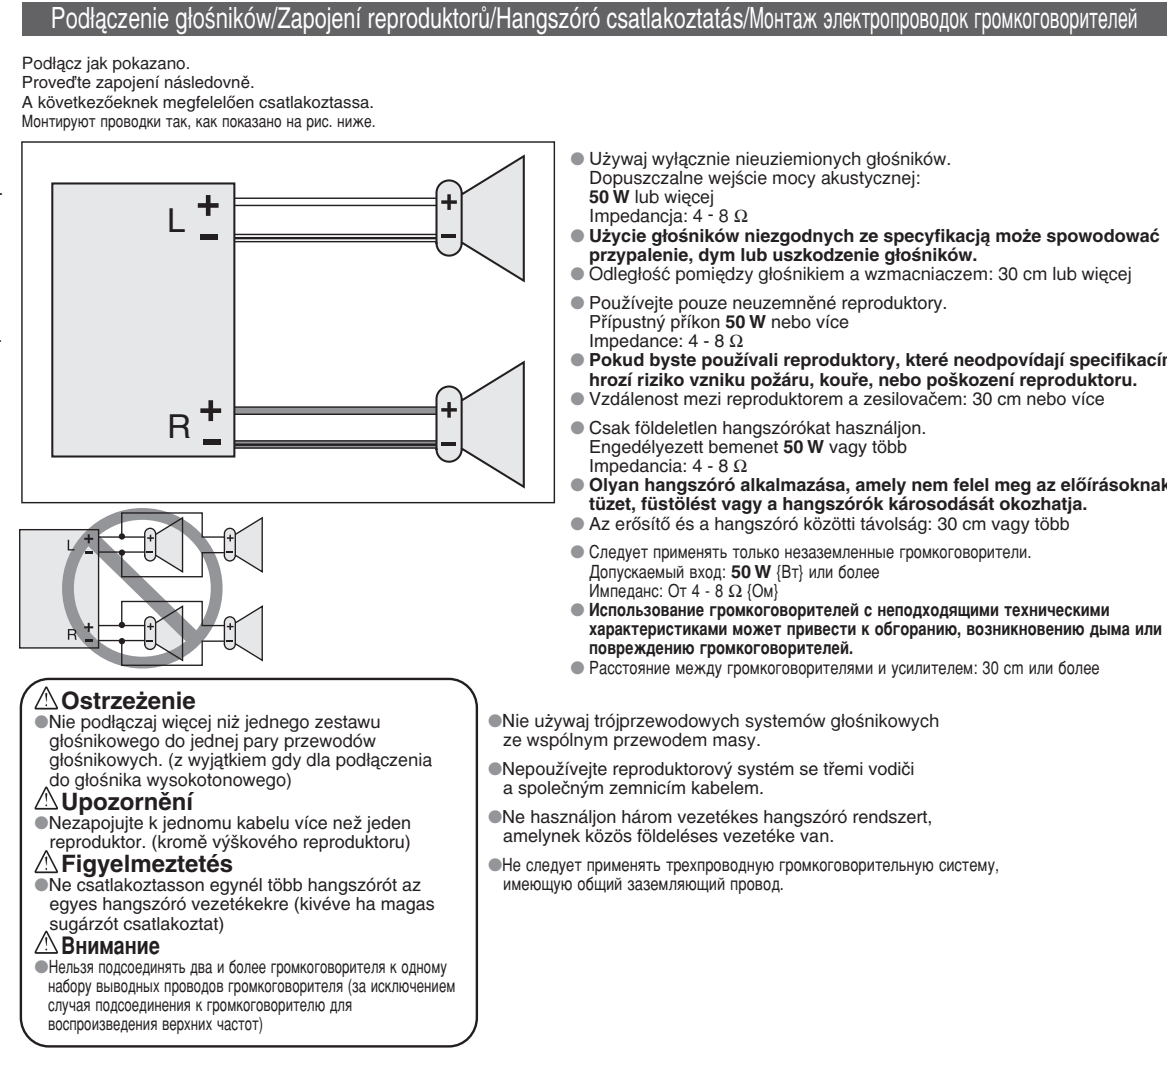 Podłączenie głośników/Zapojení reproduktorů/Hangszóró csatlakoztatás/Монтаж электропроводок громкоговорителей
Podłącz jak pokazano.
Proveďte zapojení následovně.
A következőeknek megfelelően csatlakoztassa.
Монтируют проводки так, как показано на рис. ниже.
L + -
+ -
R + -
+ -
● Używaj wyłącznie nieuziemionych głośników.
Dopuszczalne wejście mocy akustycznej:
50 W lub więcej
Impedancja: 4 - 8 Ω
● Użycie głośników niezgodnych ze specyfikacją może spowodować
przypalenie, dym lub uszkodzenie głośników.
● Odległość pomiędzy głośnikiem a wzmacniaczem: 30 cm lub więcej
● Používejte pouze neuzemněné reproduktory.
Přípustný příkon 50 W nebo více
Impedance: 4 - 8 Ω
● Pokud byste používali reproduktory, které neodpovídají
hrozí riziko vzniku požáru, kouře, nebo poškození reproduktoru.
● Vzdálenost mezi reproduktorem a zesilovačem: 30 cm nebo více
● Csak földeletlen hangszórókat használjon.
Engedélyezett bemenet 50 W vagy több
Impedancia: 4 - 8 Ω
● Olyan hangszóró alkalmazása, amely nem felel meg az előírásoknak
tüzet, füstölést vagy a hangszórók károsodását okozhatja.
● Az erősítő és a hangszóró közötti távolság: 30 cm vagy több
● Следует применять только незаземленные громкоговорители.
Допускаемый вход: 50 W {Вт} или более
Импеданс: От 4 - 8 Ω {Ом}
● Использование громкоговорителей с неподходящими техническими
характеристиками может привести к обгоранию, возникновению дыма или
повреждению громкоговорителей.
● Расстояние между громкоговорителями и усилителем: 30 cm или более
L + - + - + -
R + - + - + -
⚠ Ostrzeżenie
● Nie podłączaj więcej niż jednego zestawu
głośnikowego do jednej pary przewodów
głośnikowych. (z wyjątkiem gdy dla podłączenia
do głośnika wysokotonowego)
⚠ Upozornění
● Nezapojujte k jednomu kabelu více než jeden
reproduktor. (kromě výškového reproduktoru)
⚠ Figyelmeztetés
● Ne csatlakoztasson egynél több hangszórót az
egyes hangszóró vezetékekre (kivéve ha magas
sugárzót csatlakoztat)
⚠ Внимание
● Нельзя подсоединять два и более громкоговорителя к одному
набору выводных проводов громкоговорителя (за исключением
случая подсоединения к громкоговорителю для
воспроизведения верхних частот)
● Nie używaj trójprzewodowych systemów głośnikowych
ze wspólnym przewodem masy.
● Nepoužívejte reproduktorový systém se třemi vodiči
a společným zemnicím kabelem.
● Ne használjon három vezetékes hangszóró rendszert,
amelynek közös földeléses vezetéke van.
● Не следует применять трехпроводную громкоговорительную систему,
имеющую общий заземляющий провод.